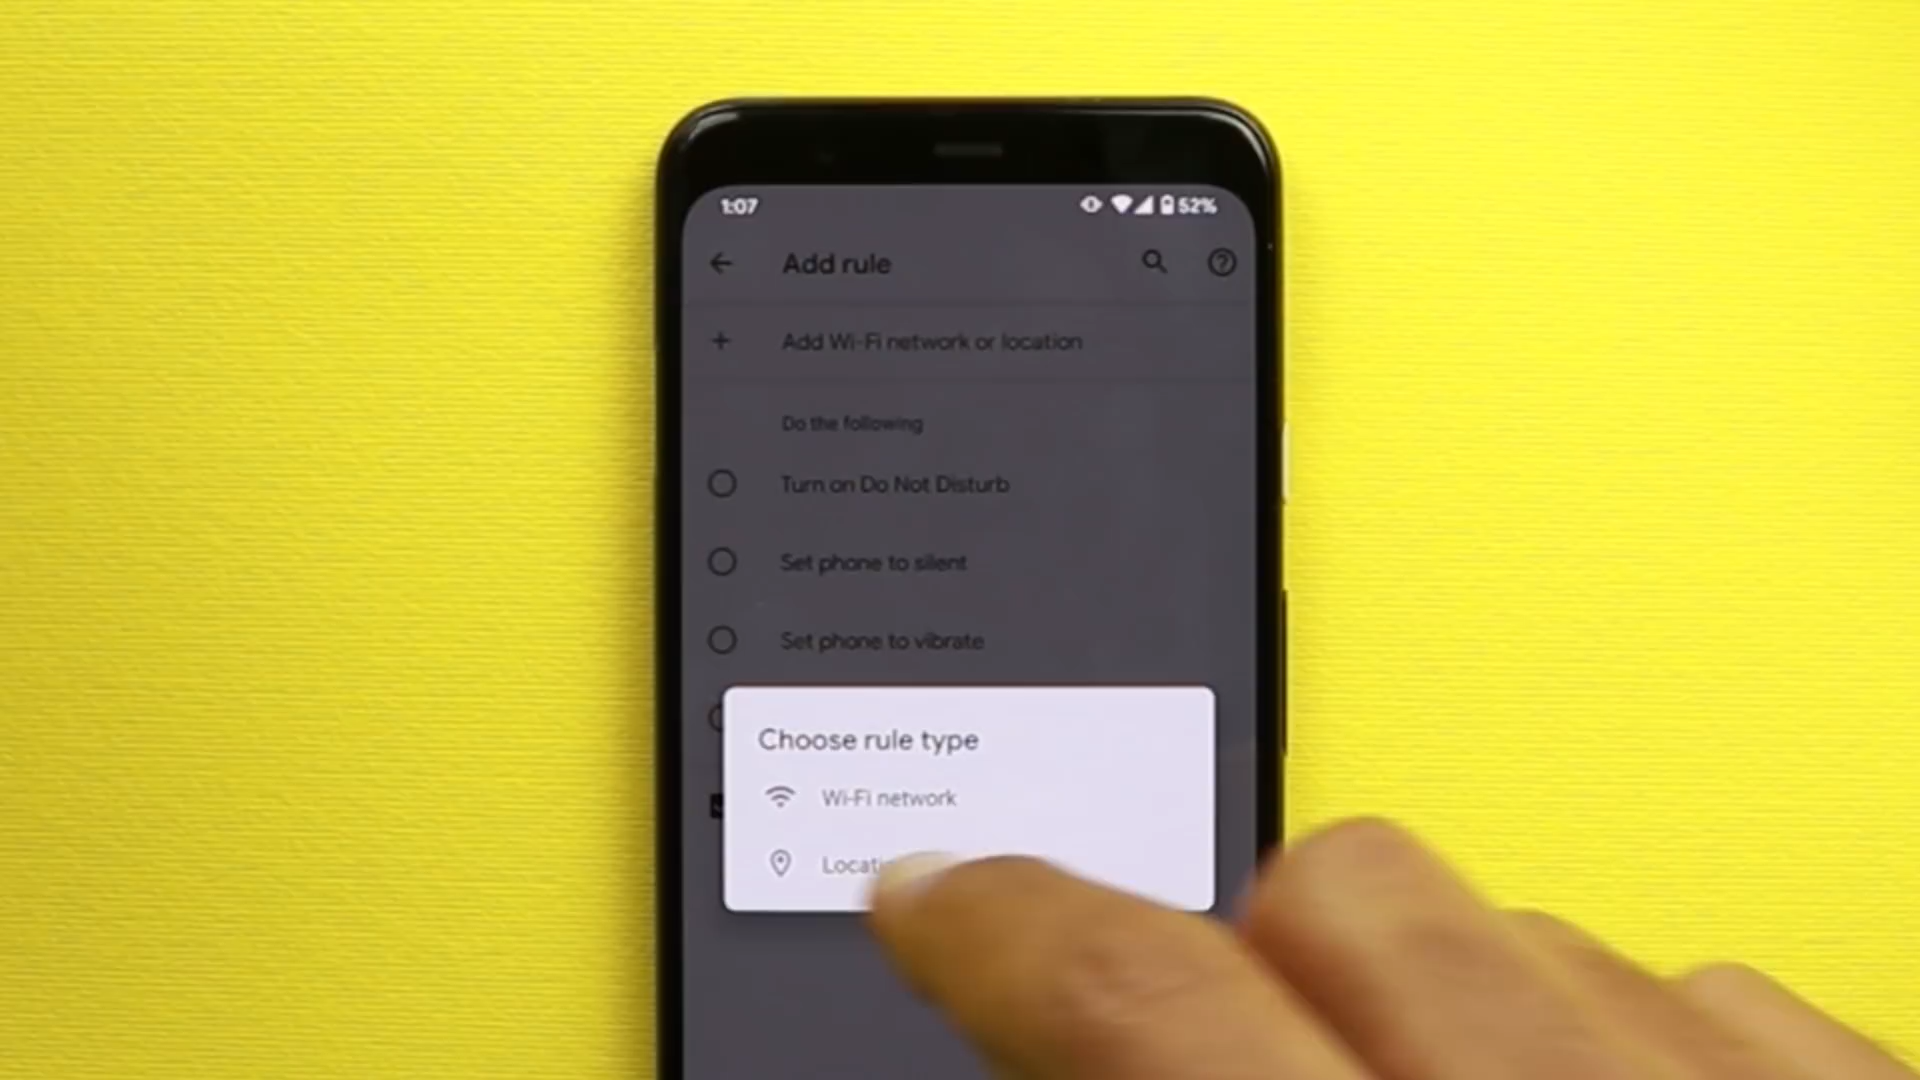 1:07
52%
Add rule
Add Wi-Fi network or location
Do the following
Turn on Do Not Disturb
Set phone to silent
Set phone to vibrate
Choose rule type
Wi-Fi network